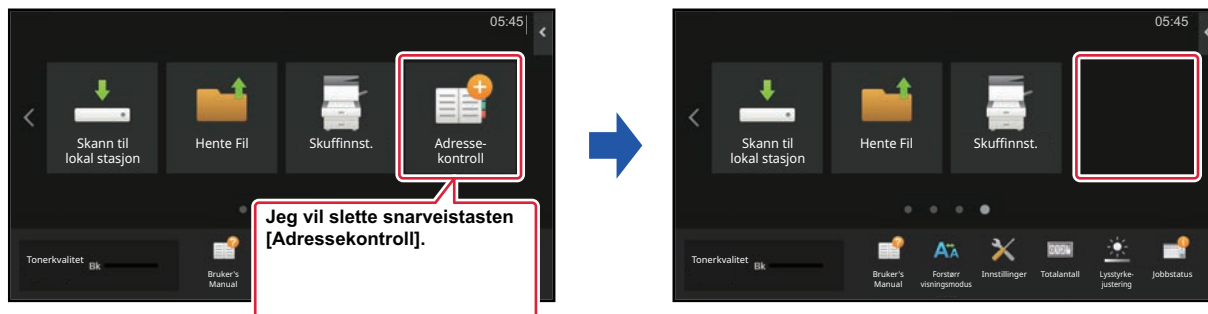 05:45
Skann til
lokal stasjon
Hente Fil
Skuffinnst.
Adresse-
kontroll
Jeg vil slette snarveistasten
[Adressekontroll].
Tonerkvalitet
Bk
Bruker's
Manual
05:45
Skann til
lokal stasjon
Hente Fil
Skuffinnst.
Tonerkvalitet
Bk
Bruker's
Manual
Forstørr
visningsmodus
Innstillinger
Totalantall
Lysstyrke-
justering
Jobbstatus